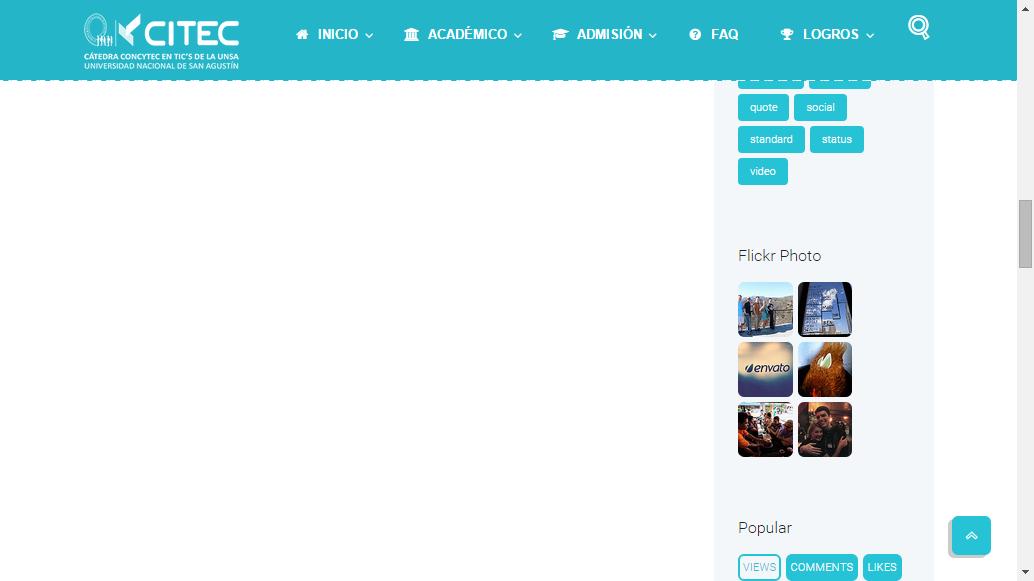 CITEC
CÁTEDRA CONCYTEC EN TIC'S DE LA UNSA
UNIVERSIDAD NACIONAL DE SAN AGUSTÍN
INICIO ACADÉMICO ADMISIÓN FAQ LOGROS
quote social
standard status
video
Flickr Photo
envato
Popular
VIEWS COMMENTS LIKES